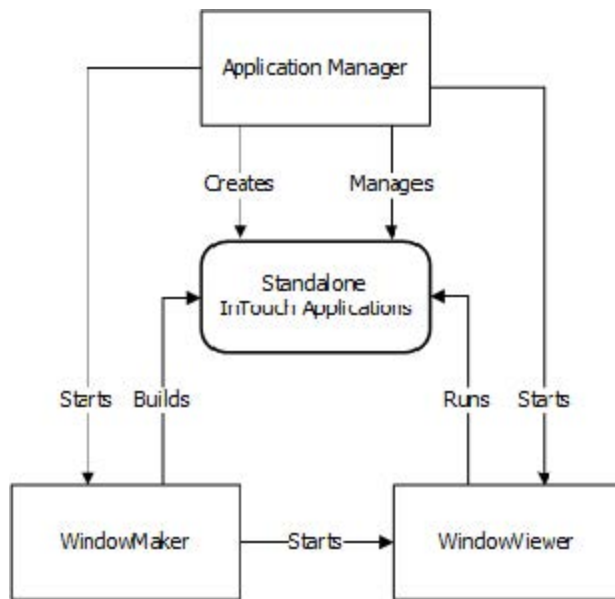 Application Manager
Creates
Manages
Standalone
InTouch Applications
Starts
Builds
Runs
Starts
WindowMaker
Starts
WindowViewer